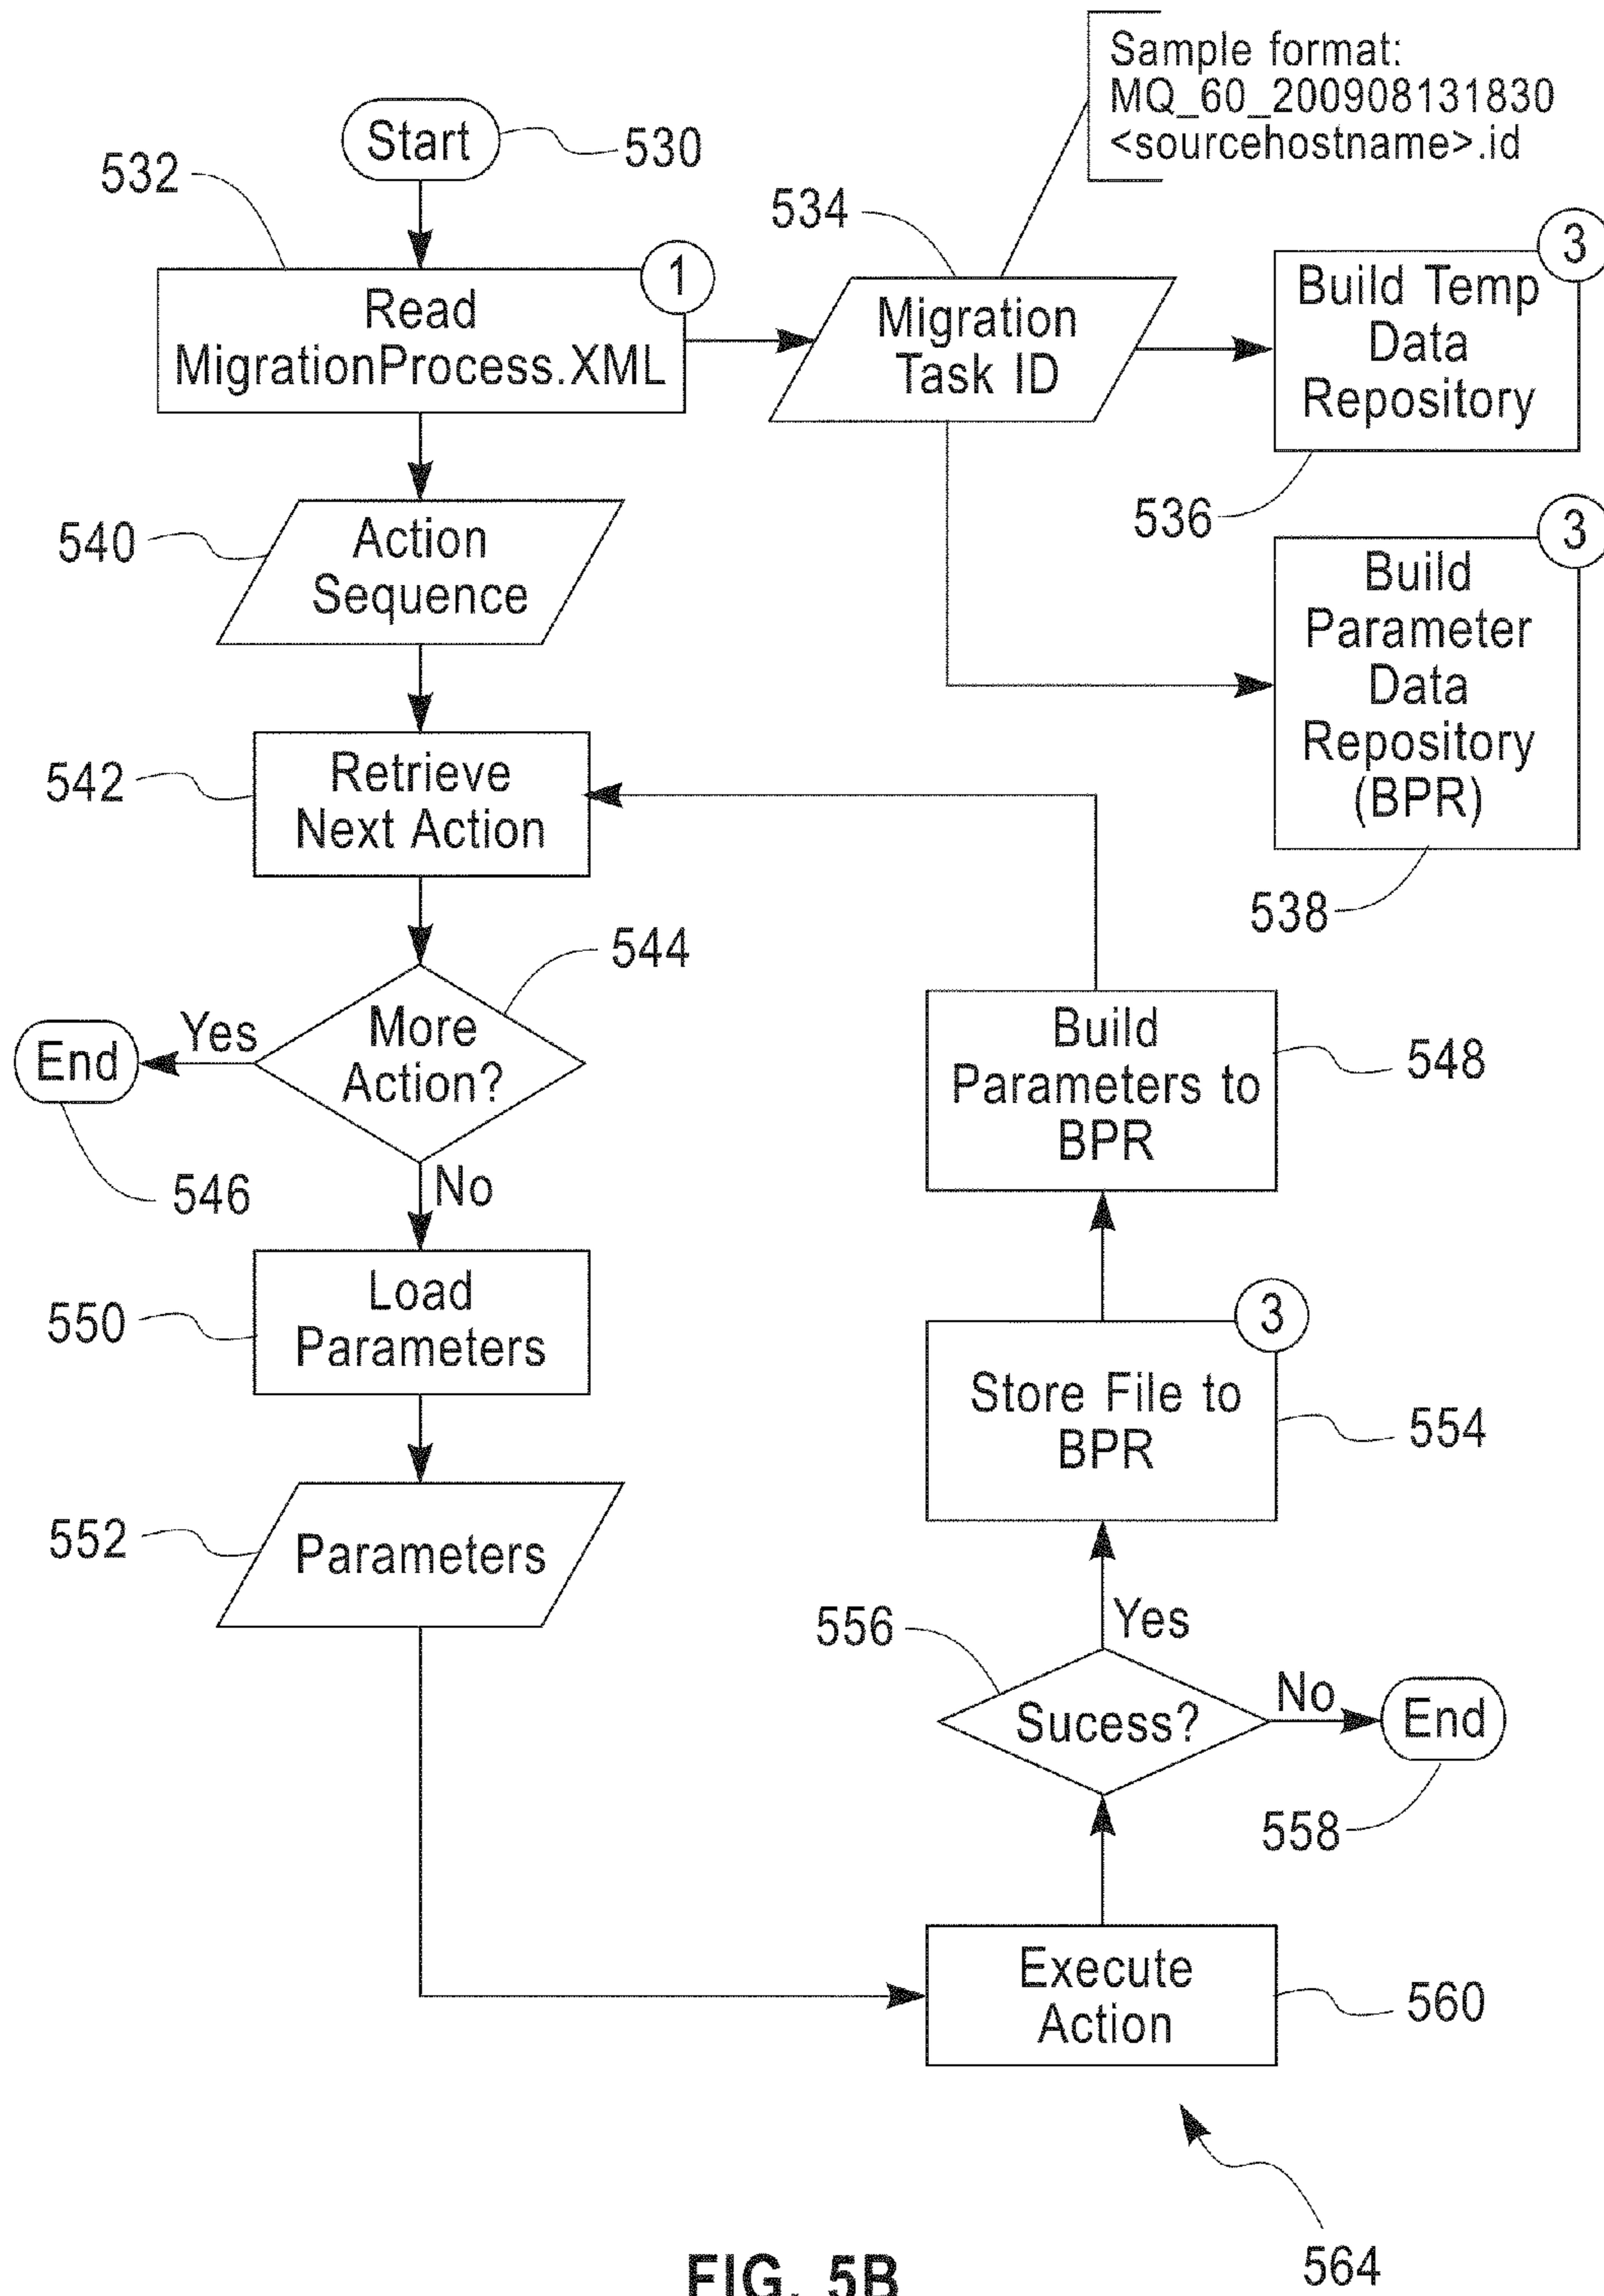 Sample format:
MQ_60_200908131830
<sourcehostname>.id
Start
530
532
534
1
Read
MigrationProcess.XML
Migration
Task ID
3
Build Temp
Data
Repository
536
540
Action
Sequence
3
Build
Parameter
Data
Repository
(BPR)
538
542
Retrieve
Next Action
544
More
Action?
Yes
End
546
No
Build
Parameters to
BPR
548
550
Load
Parameters
3
Store File to
BPR
554
552
Parameters
556
Yes
Sucess?
No
End
558
Execute
Action
560
564
FIG. 5B